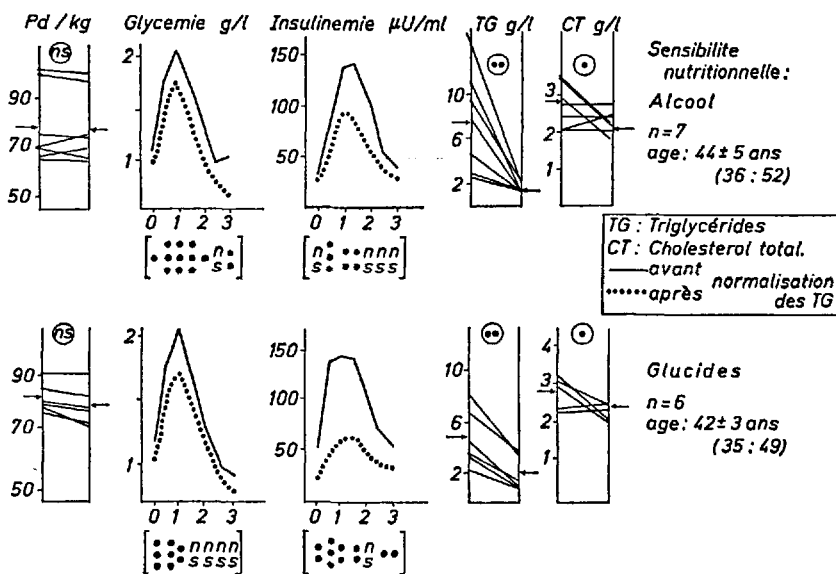 Pd / kg Glycemie g/l Insulinemie μU/ml TG g/l CT g/l
ns
90
70
50
2
1
0 1 2 3
n
s
150
100
50
0 1 2 3
n n n n
s s s s
10
6
2
3
2
1
Sensibilite
nutritionnelle:
Alcool
n=7
age: 44± 5 ans
(36 : 52)
TG : Triglycérides
CT : Cholesterol total.
avant
après normalisation
des TG
ns
90
70
50
2
1
0 1 2 3
n n n n
s s s s
150
100
50
0 1 2 3
n
s
10
6
2
4
3
2
1
Glucides
n=6
age: 42± 3 ans
(35 : 49)